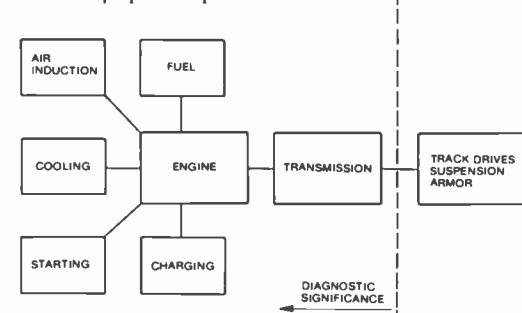 AIR
INDUCTION
FUEL
COOLING
ENGINE
TRANSMISSION
TRACK DRIVES
SUSPENSION
ARMOR
STARTING
CHARGING
DIAGNOSTIC
SIGNIFICANCE